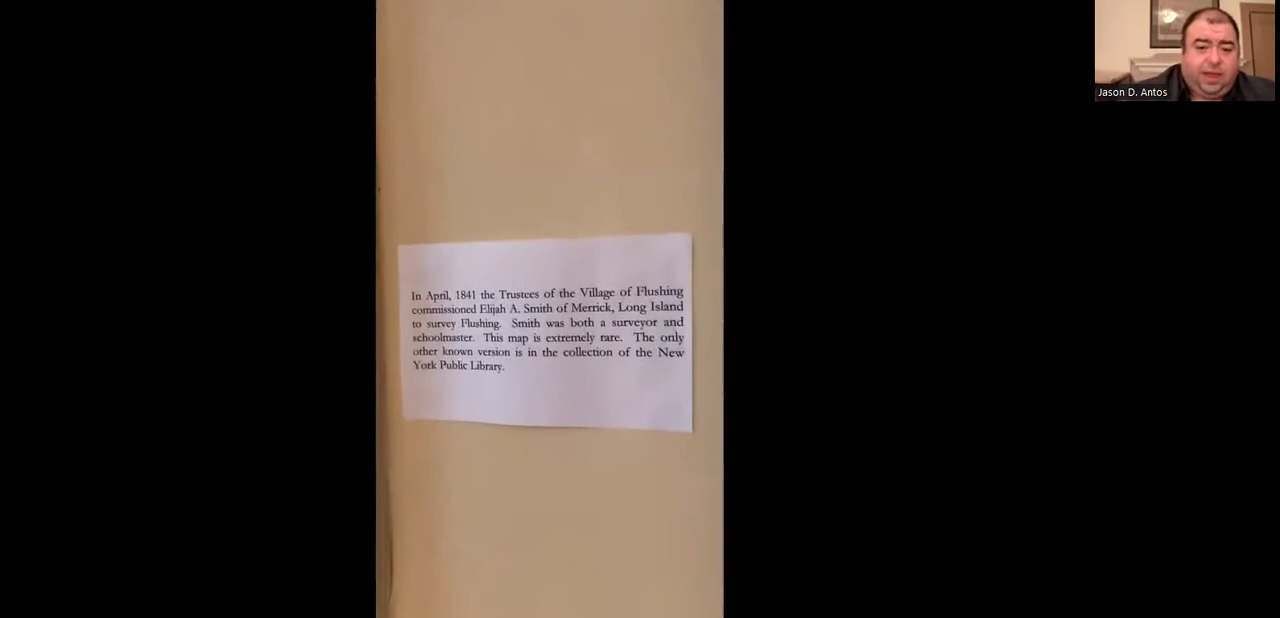 Jason D. Antos
In April, 1841 the Trustees of the Village of Flushing
commissioned Elijah A. Smith of Merrick, Long Island
to survey Flushing. Smith was both a surveyor and
schoolmaster. This map is extremely rare. The only
other known version is in the collection of the New
York Public Library.